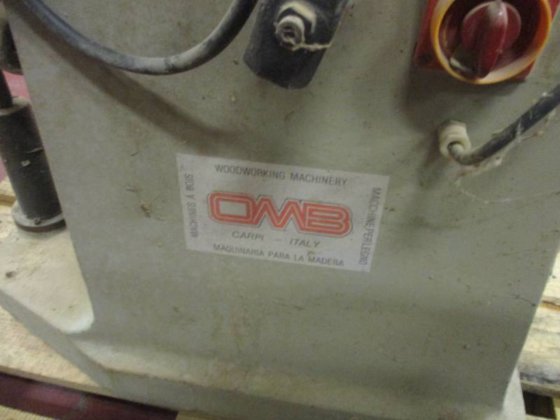 WOODWORKING MACHINERY
MACHINES A BOIS
OMB
MACCHINE PER LEGNO
CARPI - ITALY
MAQUINARIA PARA LA MADERA